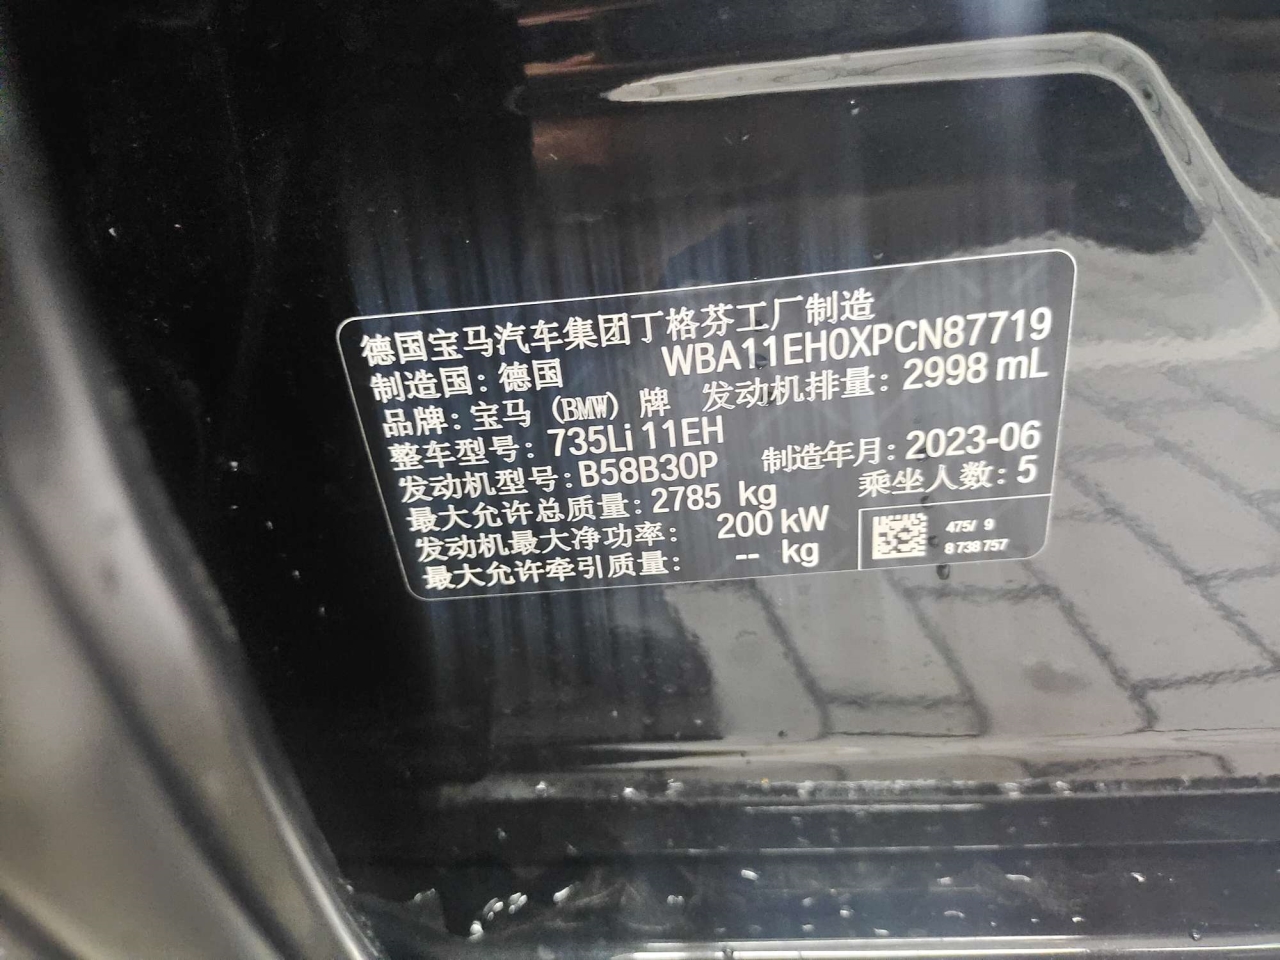 德国宝马汽车集团丁格芬工厂制造
制造国：德国 WBA11EH0XPCN87719
品牌：宝马（BMW）牌 发动机排量：2998 mL
整车型号：735Li 11EH
发动机型号：B58B30P 制造年月：2023-06
最大允许总质量：2785 kg 乘坐人数：5
发动机最大净功率： 200 kW
最大允许牵引质量： -- kg
475/ 9
8 738 757